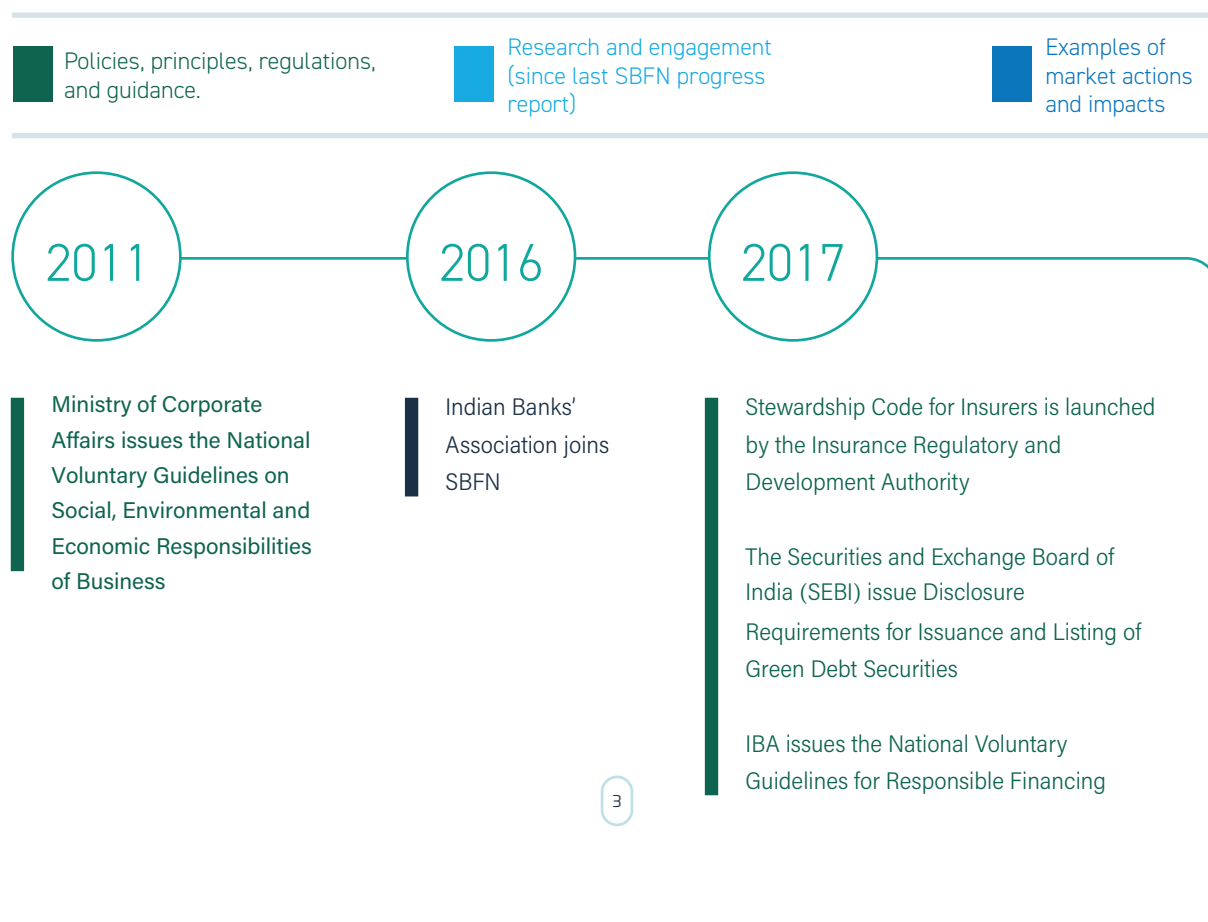 Policies, principles, regulations,
and guidance.
Research and engagement
(since last SBFN progress
report)
Examples of
market actions
and impacts
2011
2016
2017
Ministry of Corporate
Affairs issues the National
Voluntary Guidelines on
Social, Environmental and
Economic Responsibilities
of Business
Indian Banks’
Association joins
SBFN
Stewardship Code for Insurers is launched
by the Insurance Regulatory and
Development Authority
The Securities and Exchange Board of
India (SEBI) issue Disclosure
Requirements for Issuance and Listing of
Green Debt Securities
IBA issues the National Voluntary
Guidelines for Responsible Financing
3